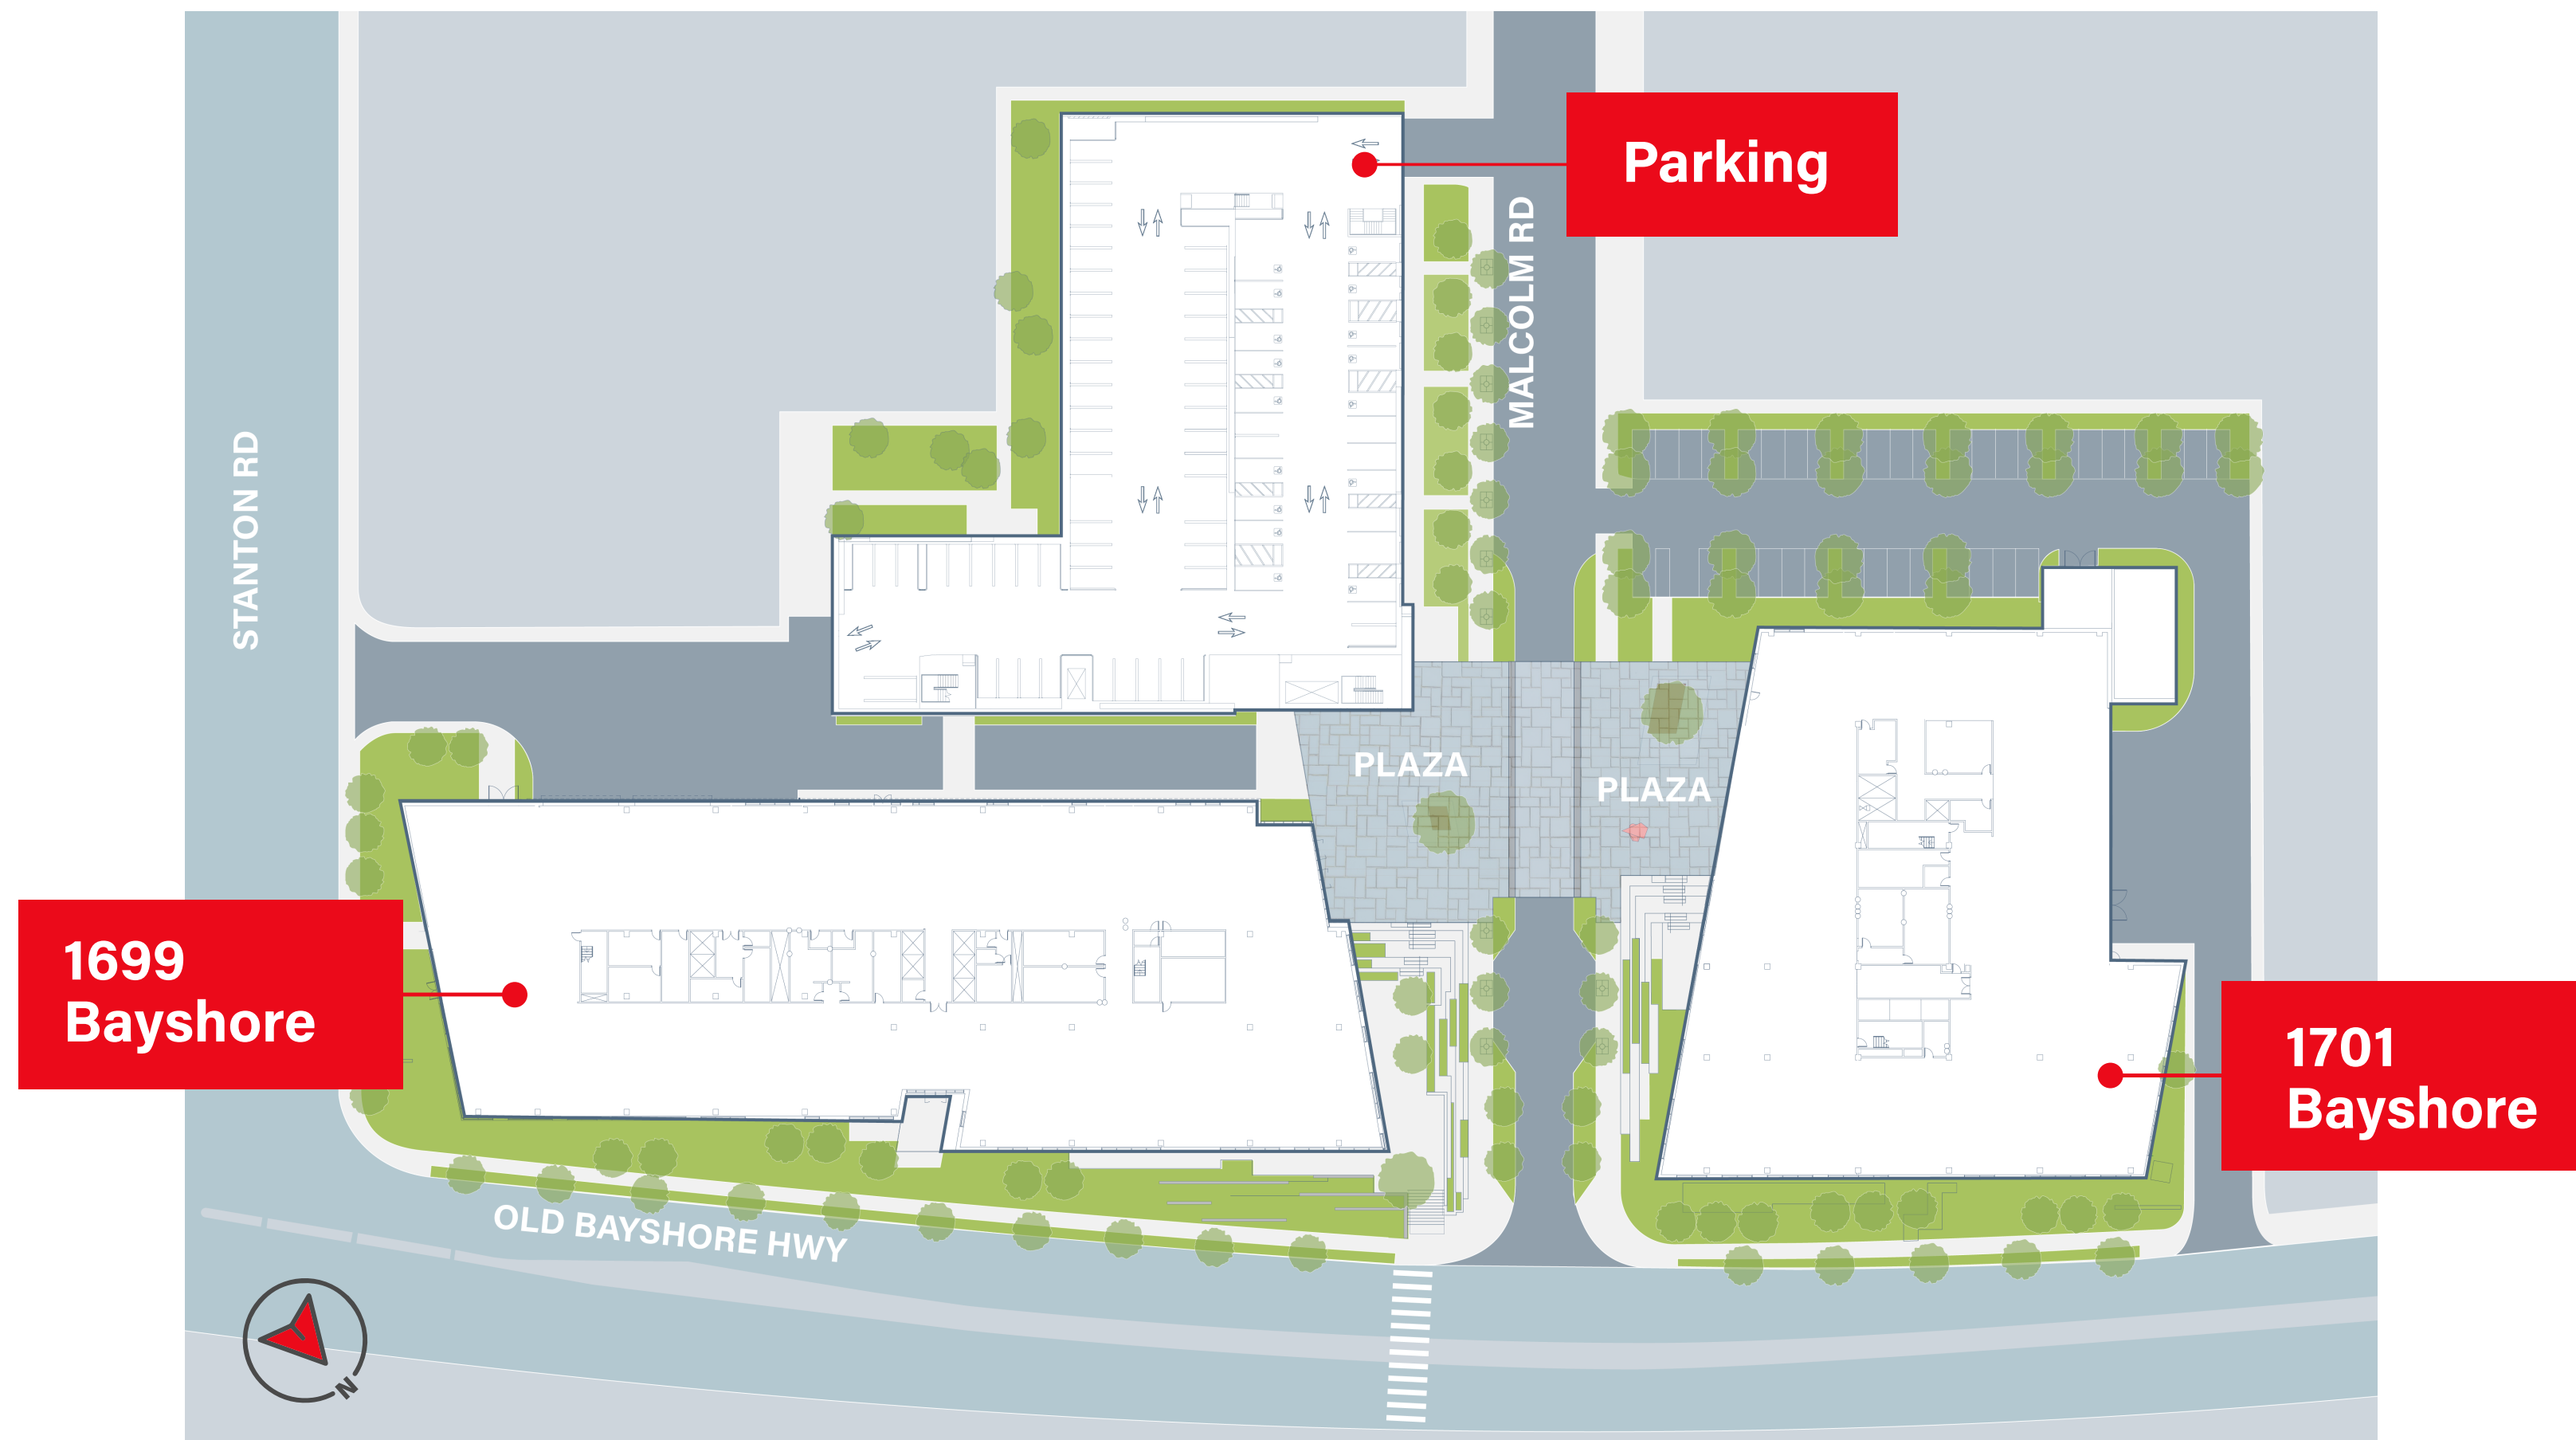 Parking
MALCOLM RD
STANTON RD
PLAZA
PLAZA
1699
Bayshore
1701
Bayshore
OLD BAYSHORE HWY
N